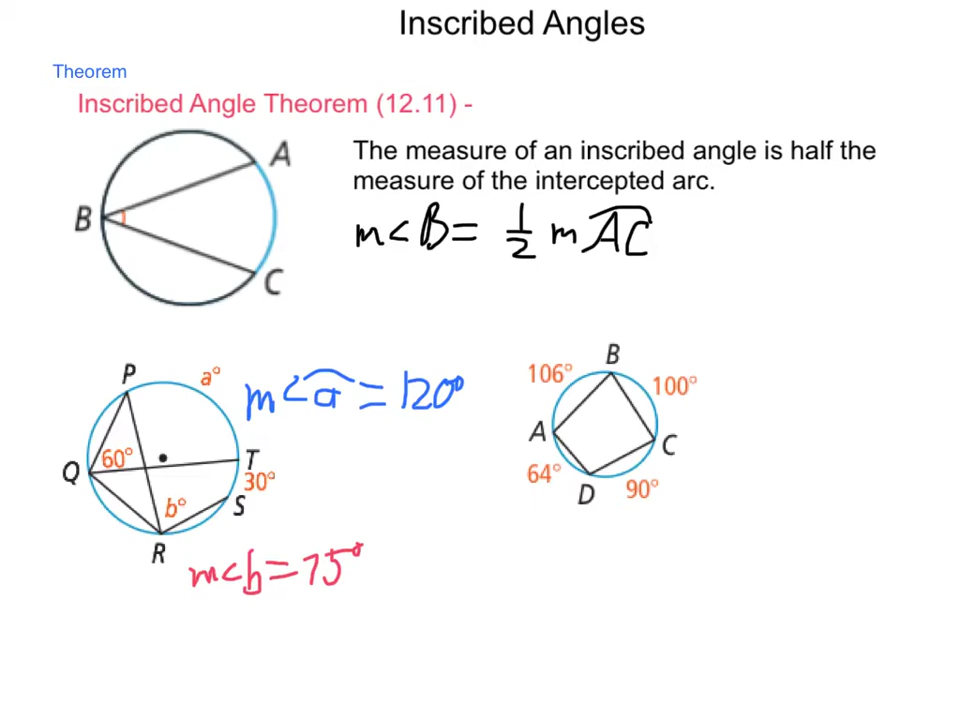 Inscribed Angles
Theorem
Inscribed Angle Theorem (12.11) -
A
B
C
The measure of an inscribed angle is half the
measure of the intercepted arc.
m<B = 1/2 m AC
P
a°
m<a = 120°
Q
60°
T
30°
S
b°
R
m<b = 75°
B
106°
100°
A
C
64°
D
90°